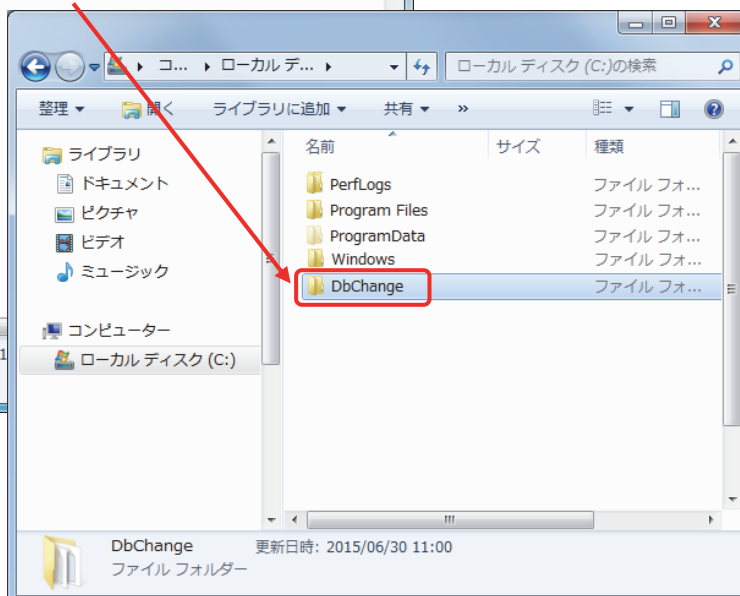 コ... ローカル デ...
ローカル ディスク (C:)の検索
整理 開く ライブラリに追加 共有 »
名前 サイズ 種類
ライブラリ
ドキュメント
ピクチャ
ビデオ
ミュージック
コンピューター
ローカル ディスク (C:)
PerfLogs ファイル フォ...
Program Files ファイル フォ...
ProgramData ファイル フォ...
Windows ファイル フォ...
DbChange ファイル フォ...
1
DbChange 更新日時: 2015/06/30 11:00
ファイル フォルダー